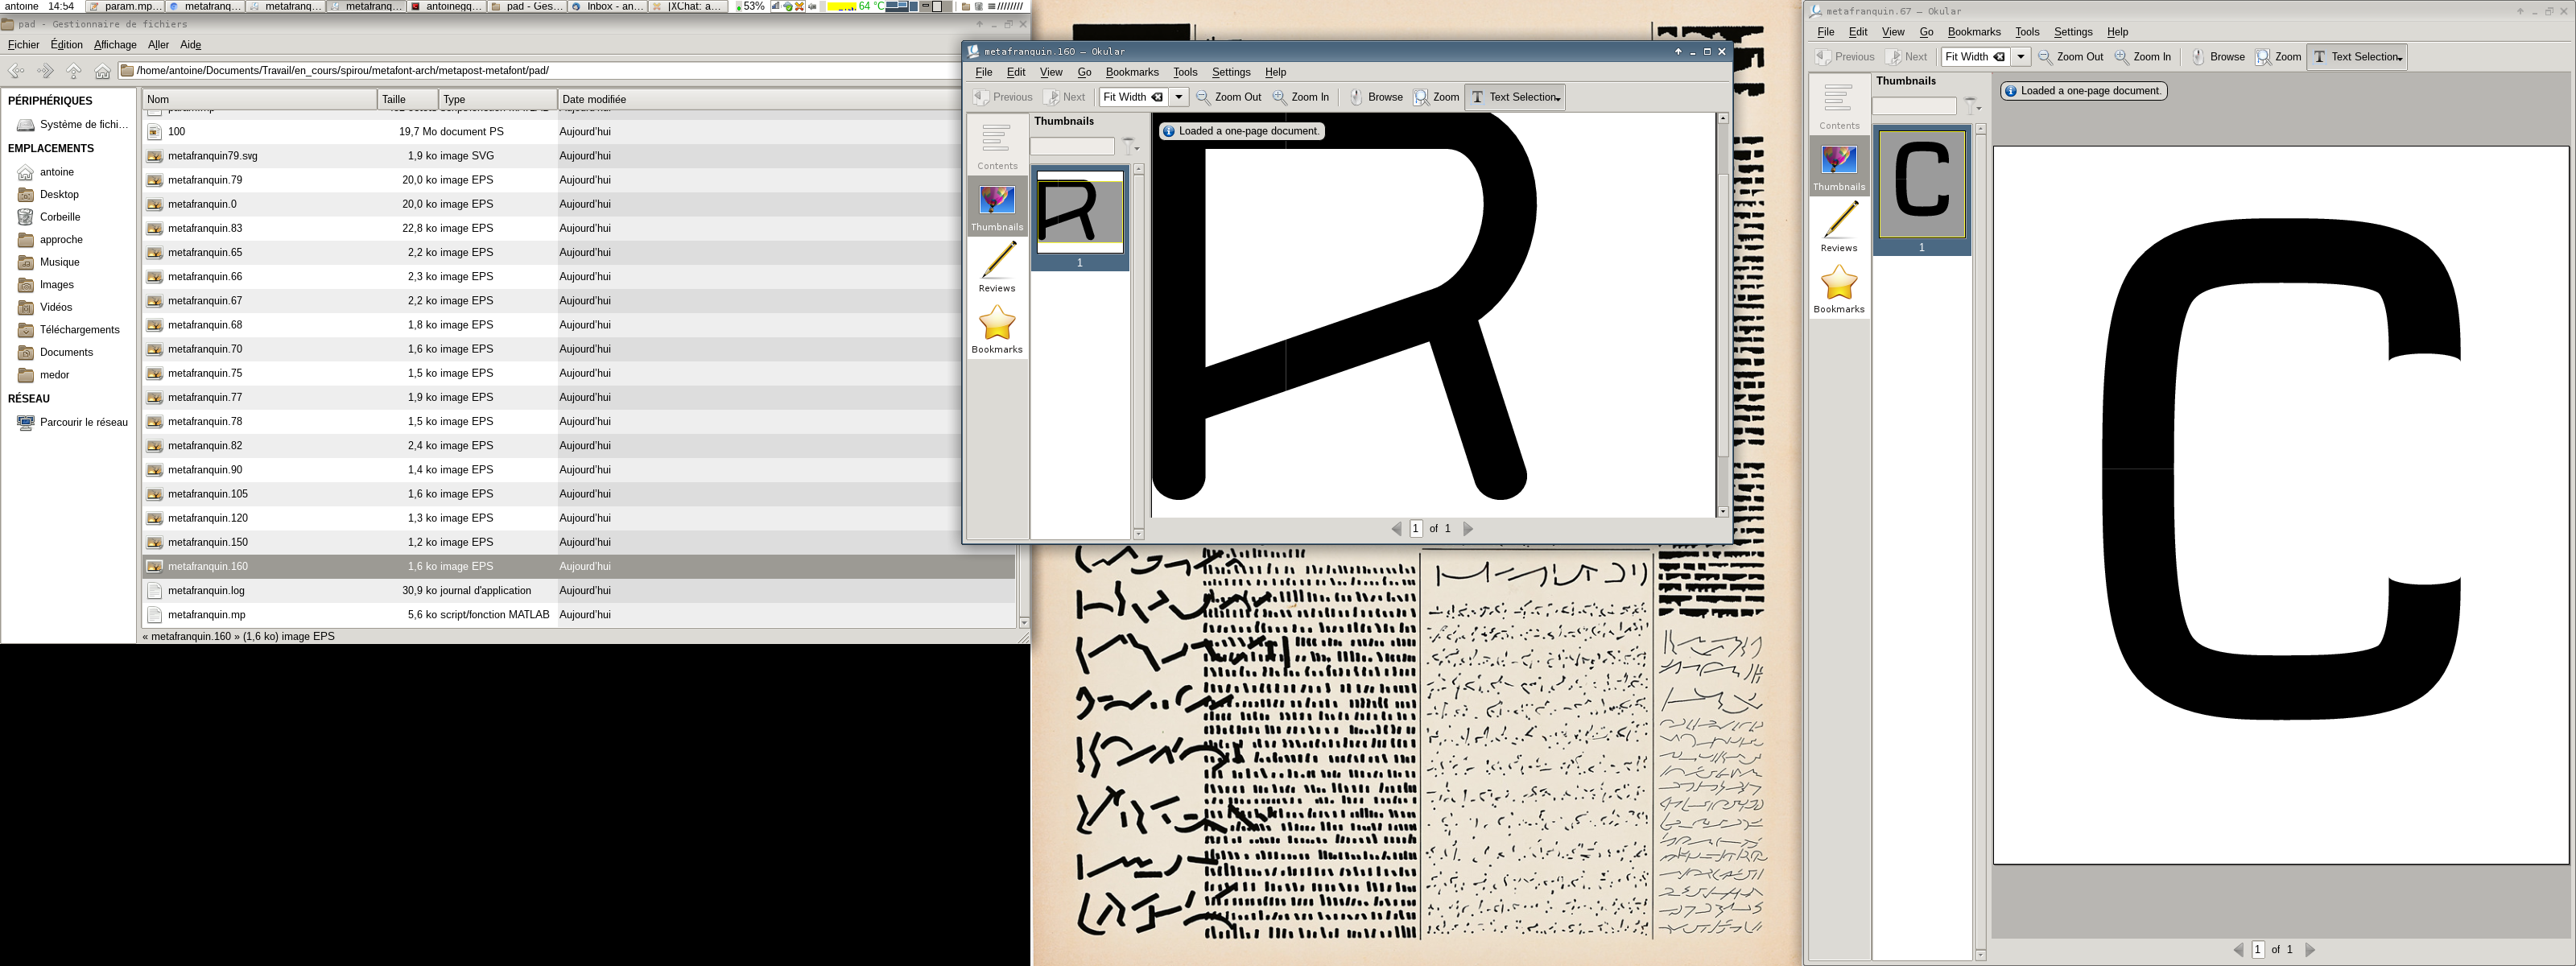 antoine 14:54 param.mp... metafranq... metafranq... metafranq... antoinegq... pad - Ges... Inbox - an... ]XChat: a... 53% 64 °C
pad - Gestionnaire de fichiers
Fichier Édition Affichage Aller Aide
/home/antoine/Documents/Travail/en_cours/spirou/metafont-arch/metapost-metafont/pad/
PÉRIPHÉRIQUES
Système de fichi...
EMPLACEMENTS
antoine
Desktop
Corbeille
approche
Musique
Images
Vidéos
Téléchargements
Documents
medor
RÉSEAU
Parcourir le réseau
Nom Taille Type Date modifiée
100 19,7 Mo document PS Aujourd'hui
metafranquin79.svg 1,9 ko image SVG Aujourd'hui
metafranquin.79 20,0 ko image EPS Aujourd'hui
metafranquin.0 20,0 ko image EPS Aujourd'hui
metafranquin.83 22,8 ko image EPS Aujourd'hui
metafranquin.65 2,2 ko image EPS Aujourd'hui
metafranquin.66 2,3 ko image EPS Aujourd'hui
metafranquin.67 2,2 ko image EPS Aujourd'hui
metafranquin.68 1,8 ko image EPS Aujourd'hui
metafranquin.70 1,6 ko image EPS Aujourd'hui
metafranquin.75 1,5 ko image EPS Aujourd'hui
metafranquin.77 1,9 ko image EPS Aujourd'hui
metafranquin.78 1,5 ko image EPS Aujourd'hui
metafranquin.82 2,4 ko image EPS Aujourd'hui
metafranquin.90 1,4 ko image EPS Aujourd'hui
metafranquin.105 1,6 ko image EPS Aujourd'hui
metafranquin.120 1,3 ko image EPS Aujourd'hui
metafranquin.150 1,2 ko image EPS Aujourd'hui
metafranquin.160 1,6 ko image EPS Aujourd'hui
metafranquin.log 30,9 ko journal d'application Aujourd'hui
metafranquin.mp 5,6 ko script/fonction MATLAB Aujourd'hui
« metafranquin.160 » (1,6 ko) image EPS
metafranquin.160 – Okular
File Edit View Go Bookmarks Tools Settings Help
Previous Next Fit Width Zoom Out Zoom In Browse Zoom Text Selection
Contents
Thumbnails
Reviews
Bookmarks
Thumbnails
R
1
Loaded a one-page document.
R
1 of 1
metafranquin.67 – Okular
File Edit View Go Bookmarks Tools Settings Help
Previous Next Fit Width Zoom Out Zoom In Browse Zoom Text Selection
Contents
Thumbnails
Reviews
Bookmarks
Thumbnails
C
1
Loaded a one-page document.
C
1 of 1